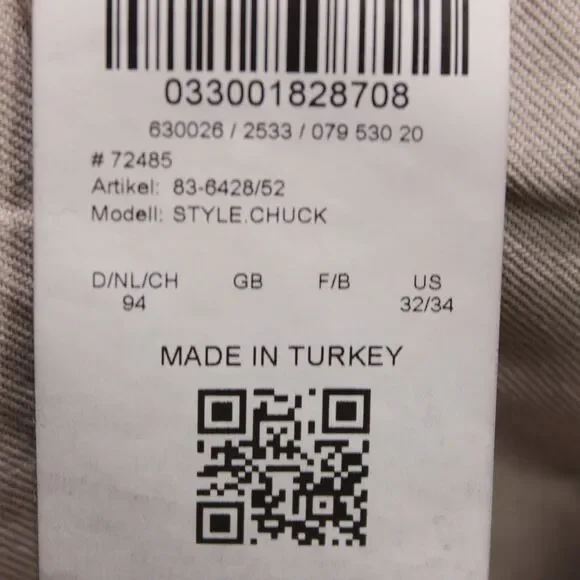 033001828708
630026 / 2533 / 079 530 20
# 72485
Artikel: 83-6428/52
Modell: STYLE.CHUCK
D/NL/CH GB F/B US
94 32/34
MADE IN TURKEY